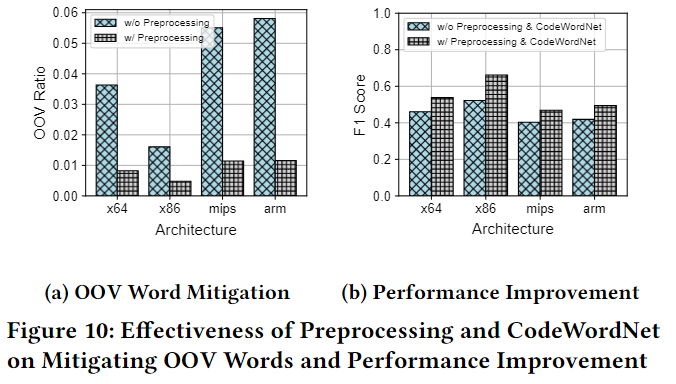 0.06
0.05
0.04
0.03
0.02
0.01
0.00
OOV Ratio
w/o Preprocessing
w/ Preprocessing
x64 x86 mips arm
Architecture
1.0
0.8
0.6
0.4
0.2
0.0
F1 Score
w/o Preprocessing & CodeWordNet
w/ Preprocessing & CodeWordNet
x64 x86 mips arm
Architecture
(a) OOV Word Mitigation
(b) Performance Improvement
Figure 10: Effectiveness of Preprocessing and CodeWordNet
on Mitigating OOV Words and Performance Improvement